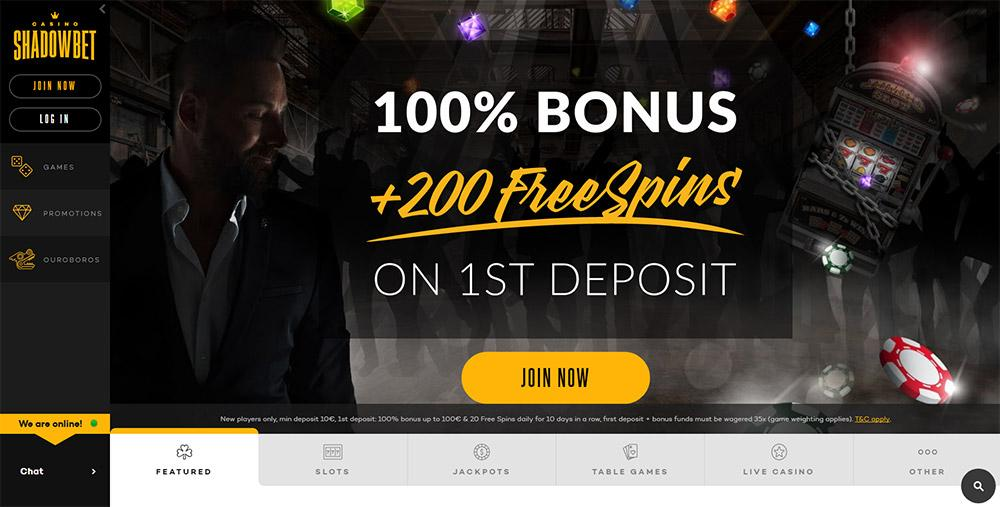 CASINO
SHADOWBET
JOIN NOW
LOG IN
GAMES
PROMOTIONS
OUROBOROS
We are online!
Chat
100% BONUS
+200 FreeSpins
ON 1ST DEPOSIT
JOIN NOW
New players only, min deposit 10€, 1st deposit: 100% bonus up to 100€ & 20 Free Spins daily for 10 days in a row, first deposit + bonus funds must be wagered 35x (game weighting applies). T&C apply.
FEATURED
SLOTS
JACKPOTS
TABLE GAMES
LIVE CASINO
OTHER